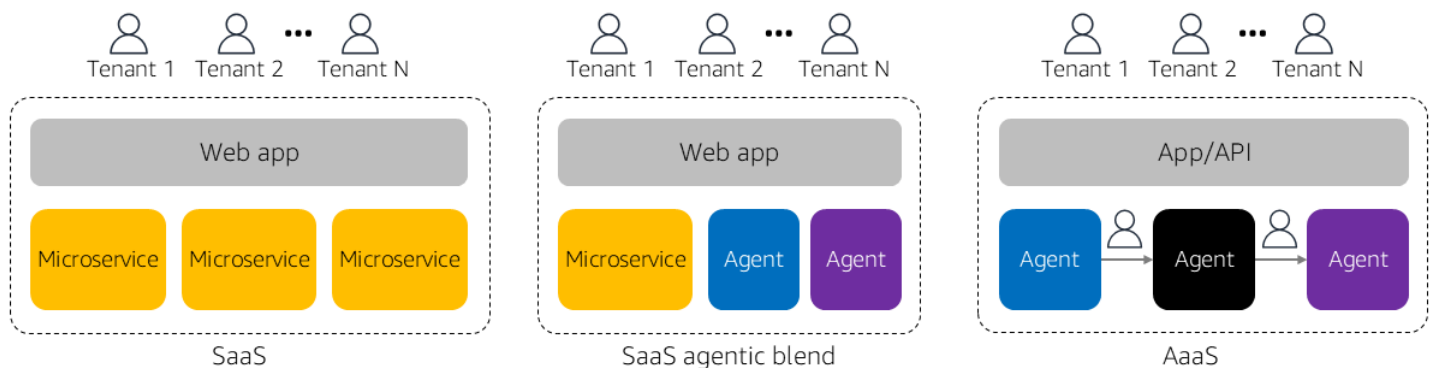 Tenant 1 Tenant 2 ... Tenant N
Web app
Microservice Microservice Microservice
SaaS
Tenant 1 Tenant 2 ... Tenant N
Web app
Microservice Agent Agent
SaaS agentic blend
Tenant 1 Tenant 2 ... Tenant N
App/API
Agent Agent Agent
AaaS